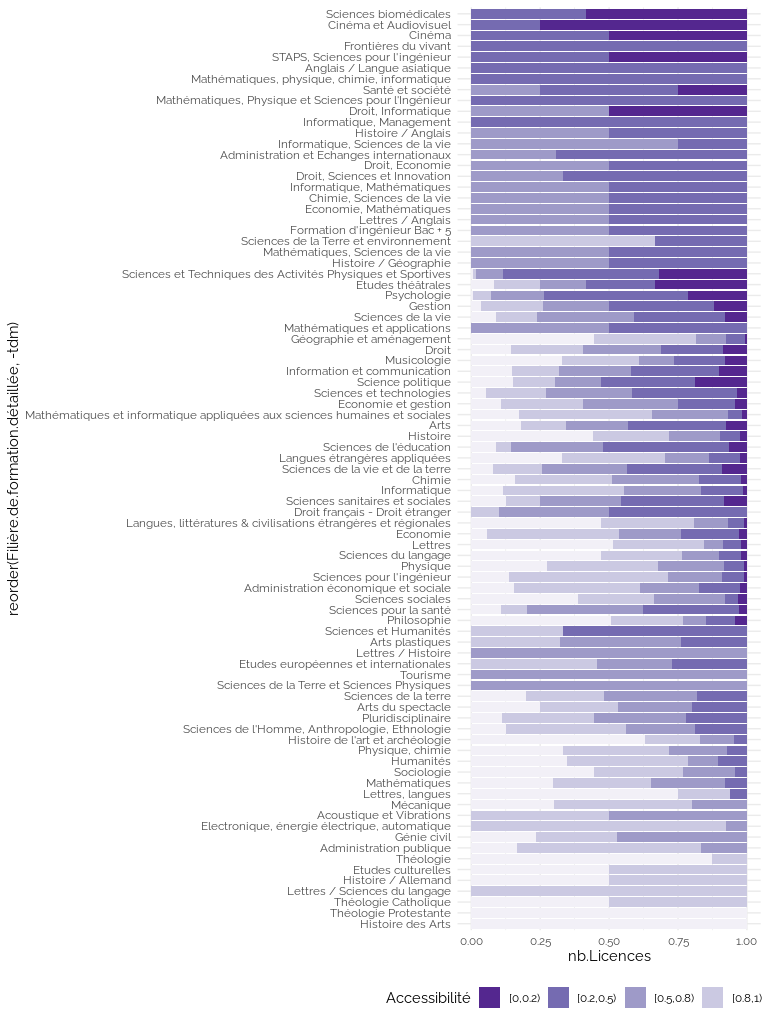 Sciences biomédicales
Cinéma et Audiovisuel
Cinéma
Frontières du vivant
STAPS, Sciences pour l'ingénieur
Anglais / Langue asiatique
Mathématiques, physique, chimie, informatique
Santé et société
Mathématiques, Physique et Sciences pour l'Ingénieur
Droit, Informatique
Informatique, Management
Histoire / Anglais
Informatique, Sciences de la vie
Administration et Echanges internationaux
Droit, Economie
Droit, Sciences et Innovation
Informatique, Mathématiques
Chimie, Sciences de la vie
Economie, Mathématiques
Lettres / Anglais
Formation d'ingénieur Bac + 5
Sciences de la Terre et environnement
Mathématiques, Sciences de la vie
Histoire / Géographie
Sciences et Techniques des Activités Physiques et Sportives
Etudes théâtrales
Psychologie
Gestion
Sciences de la vie
Mathématiques et applications
Géographie et aménagement
Droit
Musicologie
Information et communication
Science politique
Sciences et technologies
Economie et gestion
Mathématiques et informatique appliquées aux sciences humaines et sociales
Arts
Histoire
Sciences de l'éducation
Langues étrangères appliquées
Sciences de la vie et de la terre
Chimie
Informatique
Sciences sanitaires et sociales
Droit français - Droit étranger
Langues, littératures & civilisations étrangères et régionales
Economie
Lettres
Sciences du langage
Physique
Sciences pour l'ingénieur
Administration économique et sociale
Sciences sociales
Sciences pour la santé
Philosophie
Sciences et Humanités
Arts plastiques
Lettres / Histoire
Etudes européennes et internationales
Tourisme
Sciences de la Terre et Sciences Physiques
Sciences de la terre
Arts du spectacle
Pluridisciplinaire
Sciences de l'Homme, Anthropologie, Ethnologie
Histoire de l'art et archéologie
Physique, chimie
Humanités
Sociologie
Mathématiques
Lettres, langues
Mécanique
Acoustique et Vibrations
Electronique, énergie électrique, automatique
Génie civil
Administration publique
Théologie
Etudes culturelles
Histoire / Allemand
Lettres / Sciences du langage
Théologie Catholique
Théologie Protestante
Histoire des Arts
reorder(Filière.de.formation.détaillée, -tdm)
0.00 0.25 0.50 0.75 1.00
nb.Licences
Accessibilité [0,0.2) [0.2,0.5) [0.5,0.8) [0.8,1)